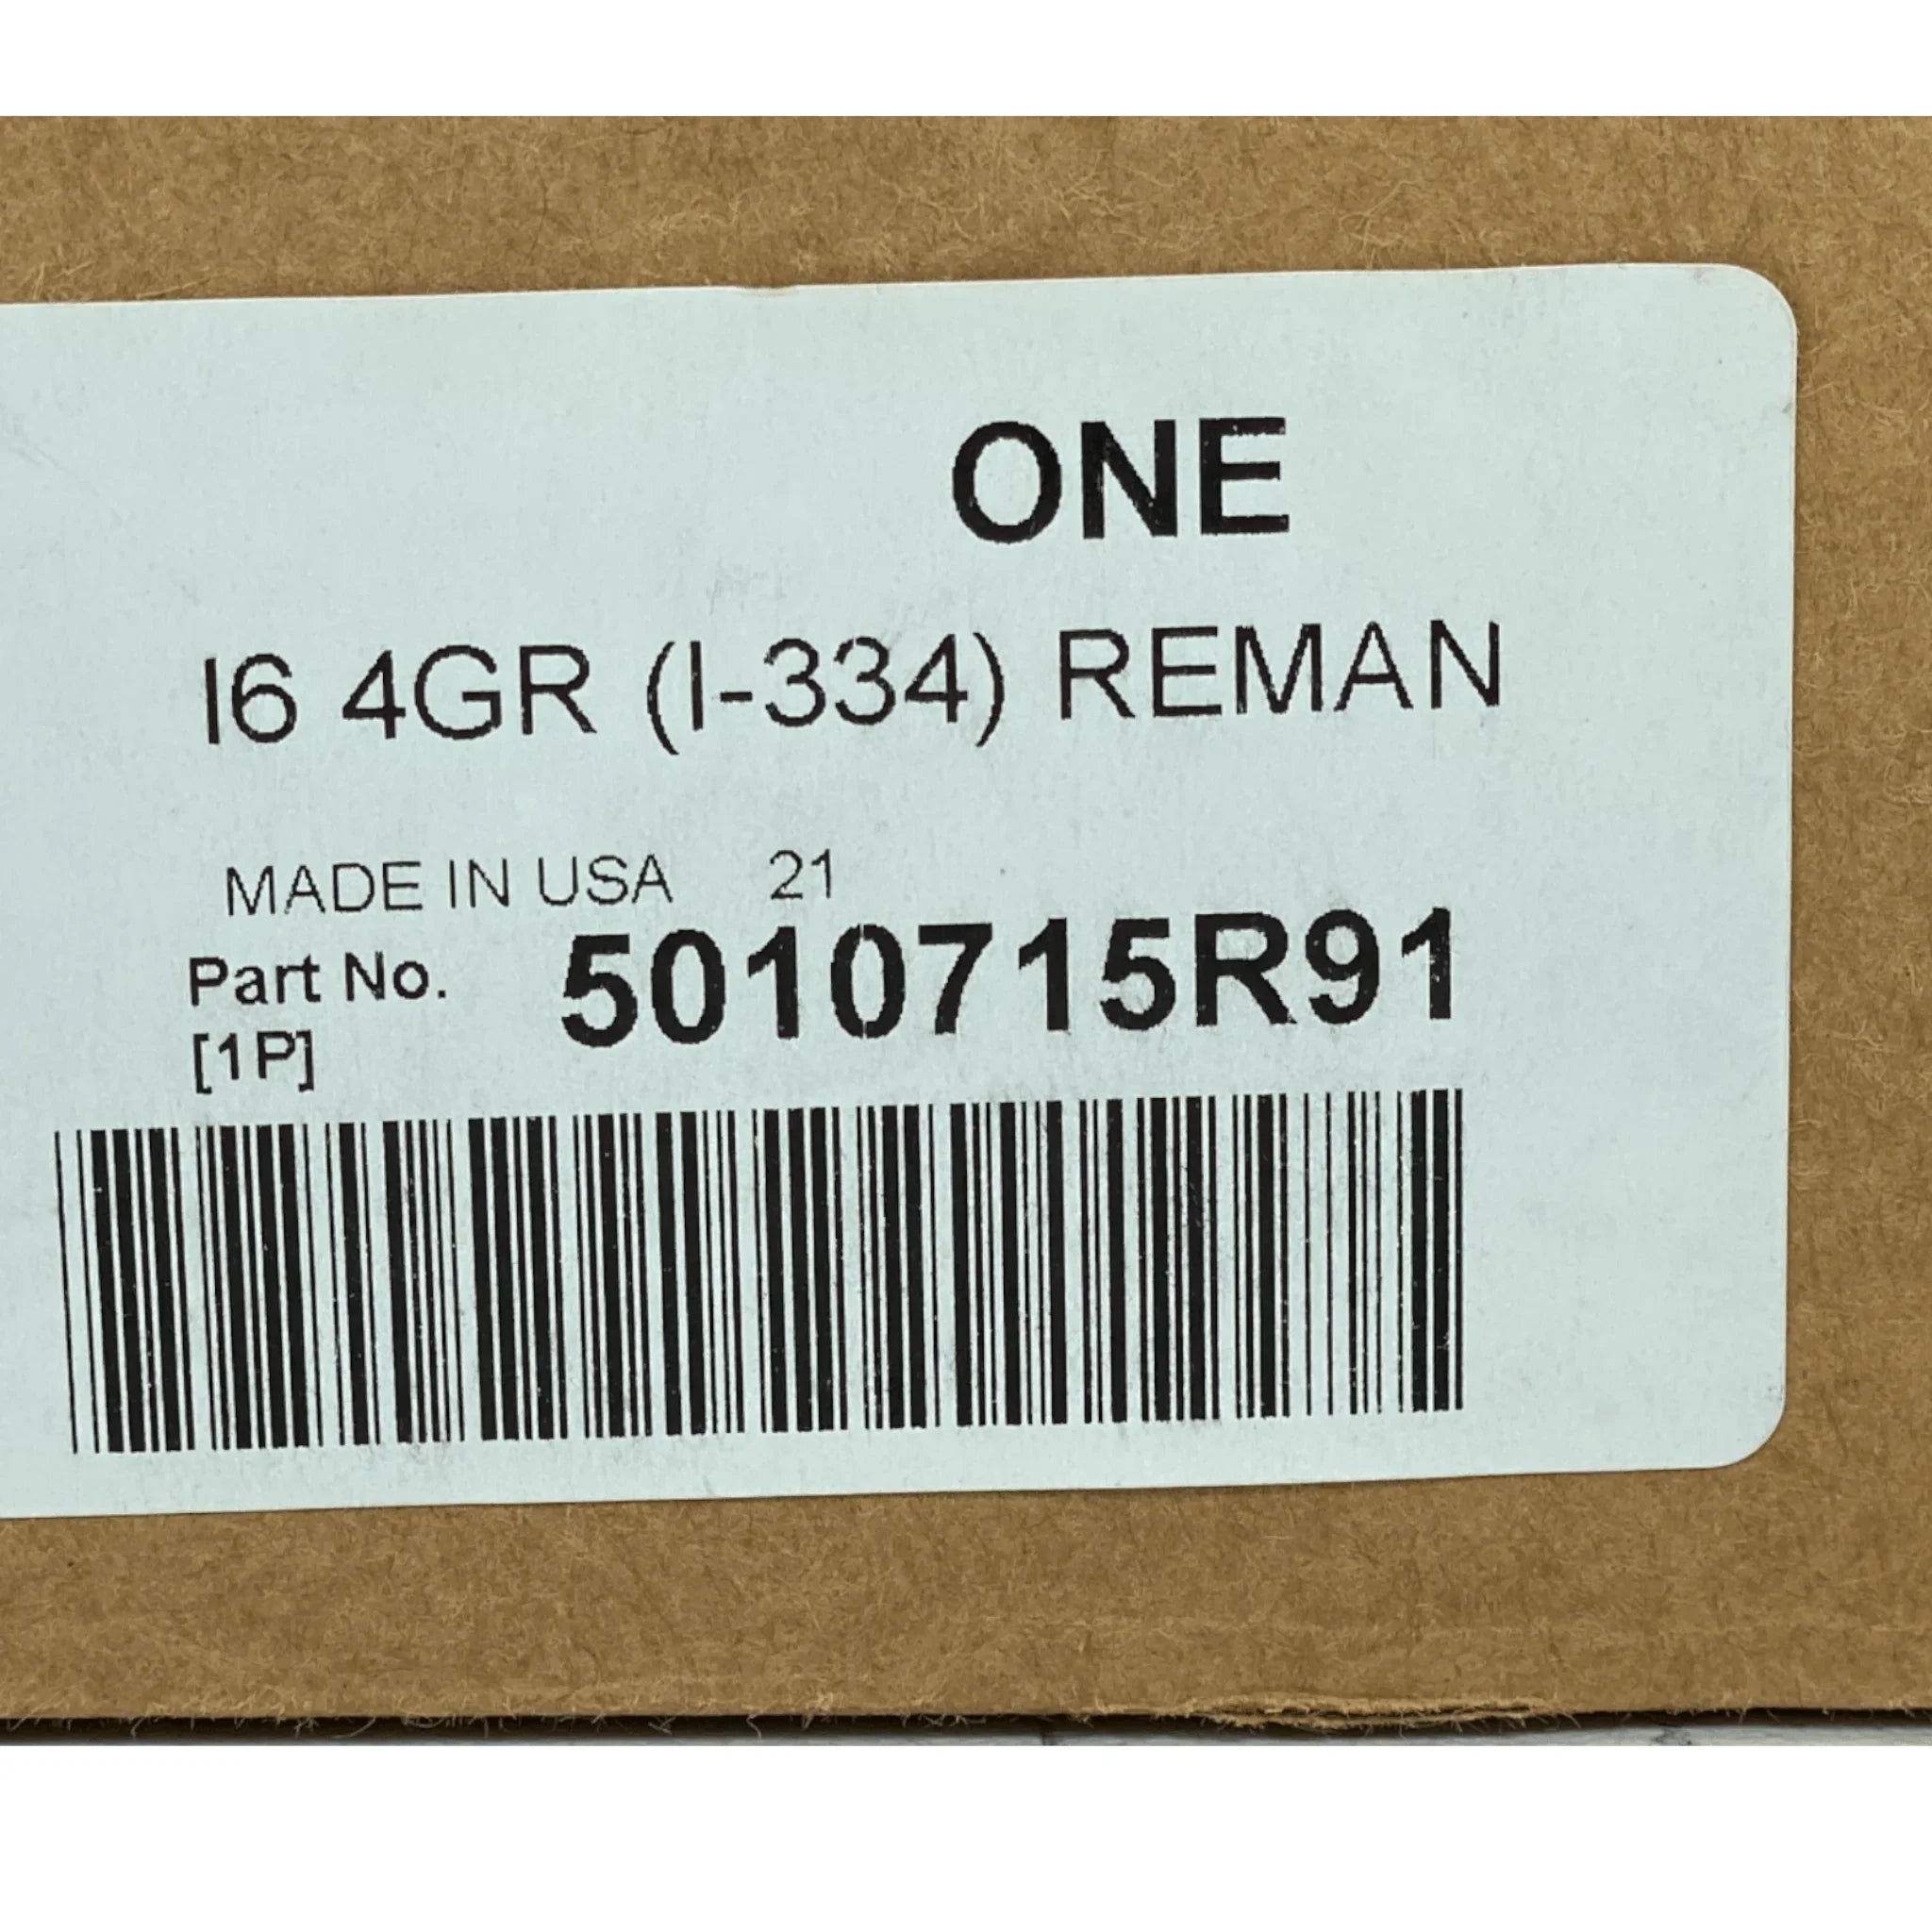 ONE
I6 4GR (I-334) REMAN
MADE IN USA 21
Part No. 5010715R91
[1P]